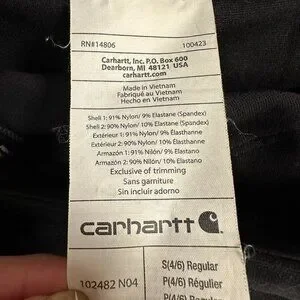 RN#14806 100423
Carhartt, Inc. P.O. Box 600
Dearborn, MI 48121 USA
carhartt.com
Made in Vietnam
Fabriqué au Vietnam
Hecho en Vietnam
Shell 1: 91% Nylon/ 9% Elastane (Spandex)
Shell 2: 90% Nylon/ 10% Elastane (Spandex)
Extérieur 1: 91% Nylon/ 9% Élasthanne
Extérieur 2: 90% Nylon/ 10% Élasthanne
Armazón 1: 91% Nilón/ 9% Elastano
Armazón 2: 90% Nilón/ 10% Elastano
Exclusive of trimming
Sans garniture
Sin incluir adorno
carhartt
102482 N04
S(4/6) Regular
P(4/6) Régulier
P(4/6) Regular